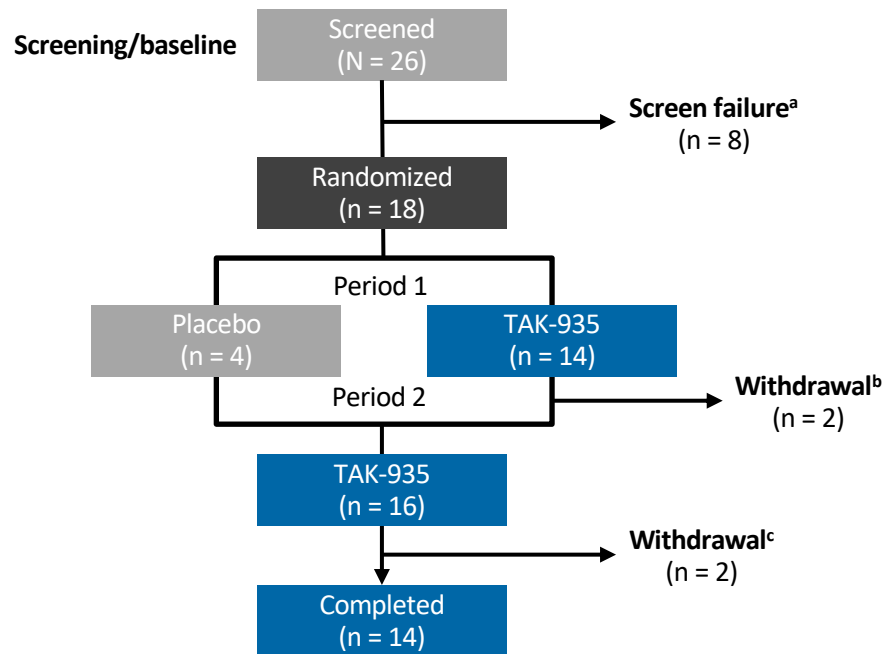 Screening/baseline
Screened
(N = 26)
Screen failureᵃ
(n = 8)
Randomized
(n = 18)
Period 1
Placebo
(n = 4)
TAK-935
(n = 14)
Period 2
Withdrawalᵇ
(n = 2)
TAK-935
(n = 16)
Withdrawalᶜ
(n = 2)
Completed
(n = 14)